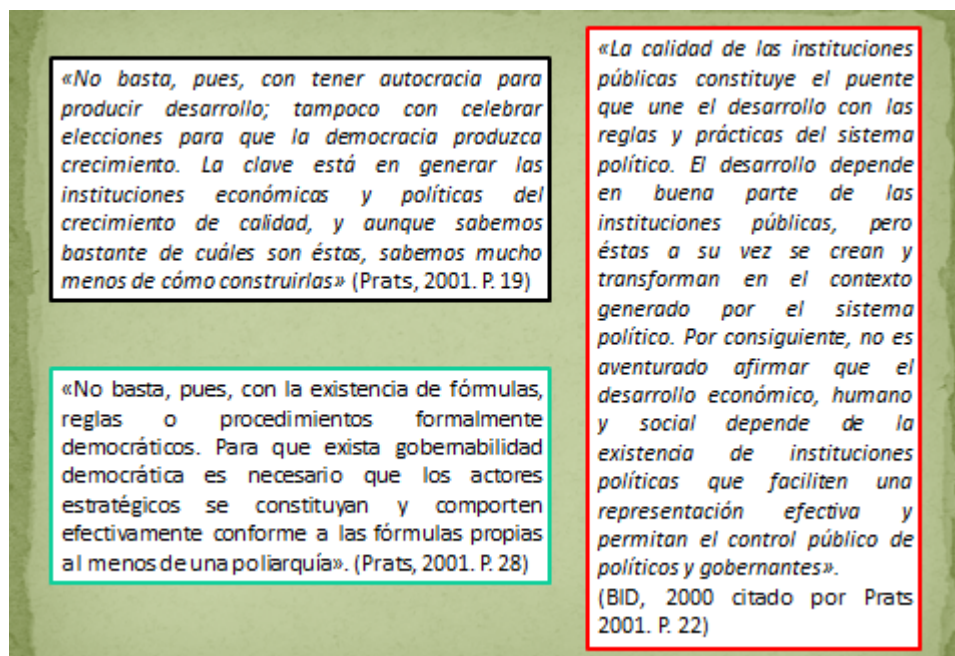 «No basta, pues, con tener autocracia para
producir desarrollo; tampoco con celebrar
elecciones para que la democracia produzca
crecimiento. La clave está en generar las
instituciones económicas y políticas del
crecimiento de calidad, y aunque sabemos
bastante de cuáles son éstas, sabemos mucho
menos de cómo construirlas» (Prats, 2001. P. 19)
«No basta, pues, con la existencia de fórmulas,
reglas o procedimientos formalmente
democráticos. Para que exista gobernabilidad
democrática es necesario que los actores
estratégicos se constituyan y comporten
efectivamente conforme a las fórmulas propias
al menos de una poliarquía». (Prats, 2001. P. 28)
«La calidad de las instituciones
públicas constituye el puente
que une el desarrollo con las
reglas y prácticas del sistema
político. El desarrollo depende
en buena parte de las
instituciones públicas, pero
éstas a su vez se crean y
transforman en el contexto
generado por el sistema
político. Por consiguiente, no es
aventurado afirmar que el
desarrollo económico, humano
y social depende de la
existencia de instituciones
políticas que faciliten una
representación efectiva y
permitan el control público de
políticos y gobernantes».
(BID, 2000 citado por Prats
2001. P. 22)